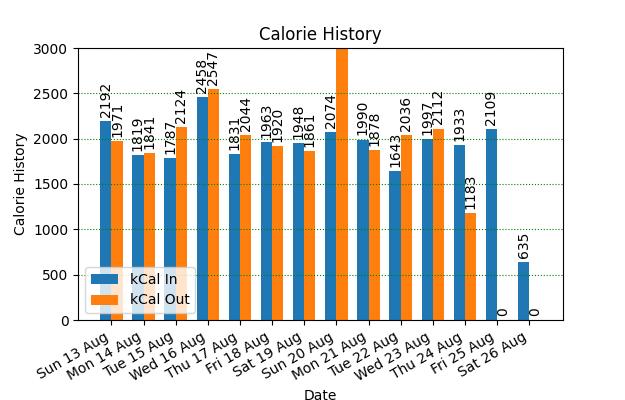 Calorie History
3000
2500
2000
1500
1000
500
0
Calorie History
2192 1971 1819 1841 1787 2124 2458 2547 1831 2044 1963 1920 1948 1861 2074 1990 1878 1643 2036 1997 2112 1933 1183 2109 0 635 0
kCal In
kCal Out
Sun 13 Aug
Mon 14 Aug
Tue 15 Aug
Wed 16 Aug
Thu 17 Aug
Fri 18 Aug
Sat 19 Aug
Sun 20 Aug
Mon 21 Aug
Tue 22 Aug
Wed 23 Aug
Thu 24 Aug
Fri 25 Aug
Sat 26 Aug
Date